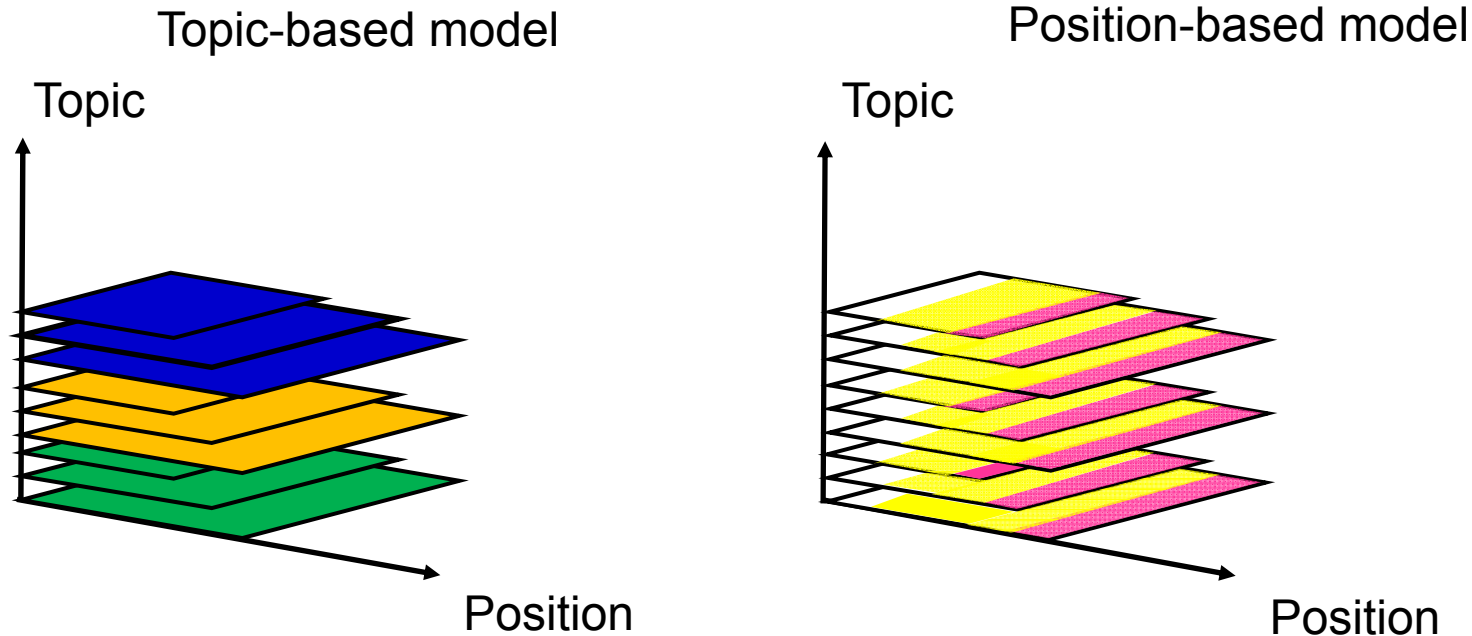 Topic-based model
Position-based model
Topic
Topic
Position
Position